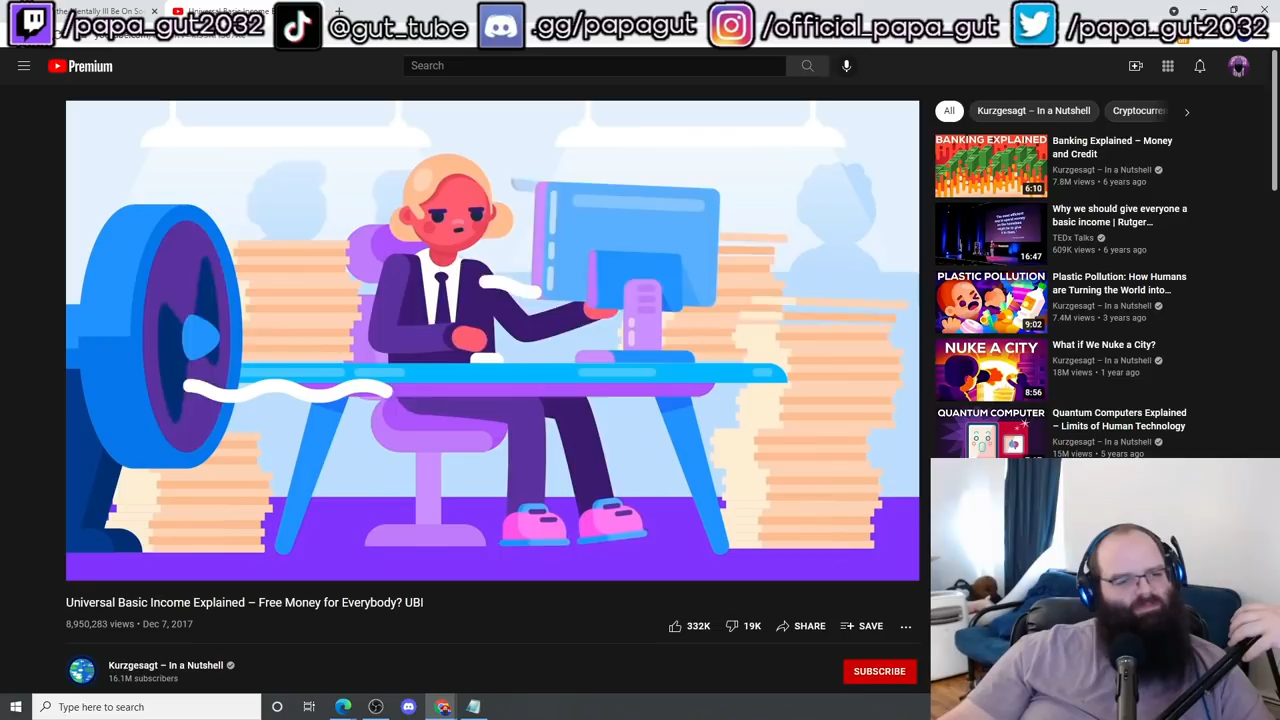 /papa_gut2032
@gut_tube
.gg/papagut
/official_papa_gut
/papa_gut2032
Premium
Search
All
Kurzgesagt – In a Nutshell
BANKING EXPLAINED
6:10
Banking Explained – Money
and Credit
Kurzgesagt – In a Nutshell
7.8M views • 6 years ago
16:47
Why we should give everyone a
basic income | Rutger...
TEDx Talks
609K views • 6 years ago
PLASTIC POLLUTION
9:02
Plastic Pollution: How Humans
are Turning the World into...
Kurzgesagt – In a Nutshell
7.4M views • 3 years ago
NUKE A CITY
8:56
What if We Nuke a City?
Kurzgesagt – In a Nutshell
18M views • 1 year ago
QUANTUM COMPUTER
Quantum Computers Explained
– Limits of Human Technology
Kurzgesagt – In a Nutshell
15M views • 5 years ago
Universal Basic Income Explained – Free Money for Everybody? UBI
8,950,283 views • Dec 7, 2017
332K
19K
SHARE
SAVE
Kurzgesagt – In a Nutshell
16.1M subscribers
SUBSCRIBE
Type here to search